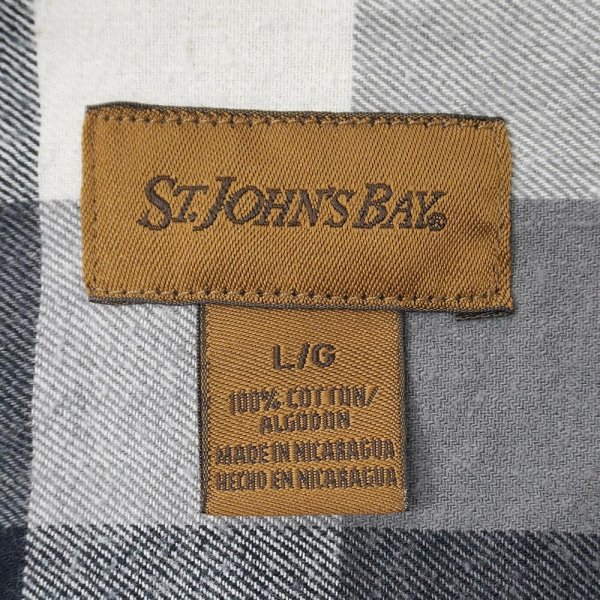 ST. JOHN'S BAY®
L/G
100% COTTON/
ALGODON
MADE IN NICARAGUA
HECHO EN NICARAGUA